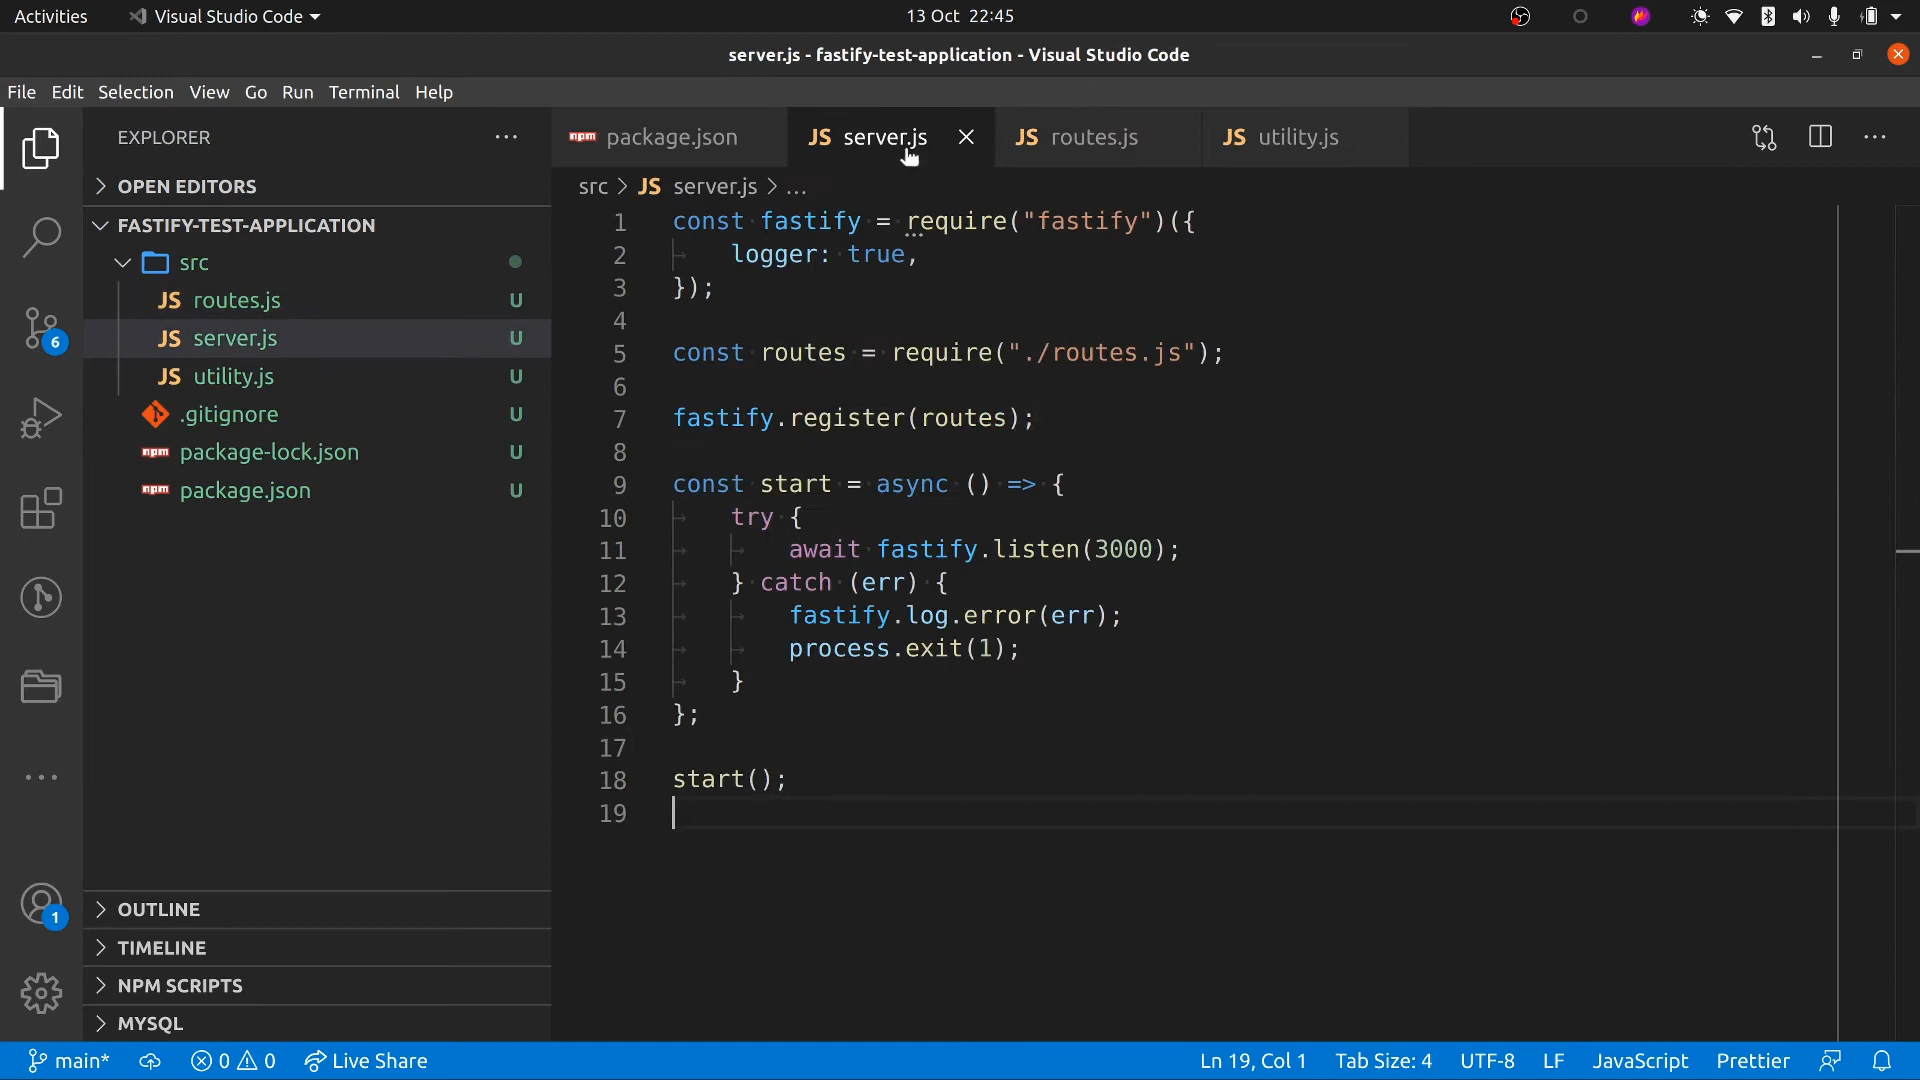 Activities Visual Studio Code 13 Oct 22:45
server.js - fastify-test-application - Visual Studio Code
File Edit Selection View Go Run Terminal Help
EXPLORER
OPEN EDITORS
FASTIFY-TEST-APPLICATION
src
JS routes.js U
JS server.js U
JS utility.js U
.gitignore U
npm package-lock.json U
npm package.json U
6
1
OUTLINE
TIMELINE
NPM SCRIPTS
MYSQL
npm package.json JS server.js JS routes.js JS utility.js
src > JS server.js > ...
1 const fastify = require("fastify")({
2 logger: true,
3 });
4
5 const routes = require("./routes.js");
6
7 fastify.register(routes);
8
9 const start = async () => {
10 try {
11 await fastify.listen(3000);
12 } catch (err) {
13 fastify.log.error(err);
14 process.exit(1);
15 }
16 };
17
18 start();
19
main* 0 0 Live Share Ln 19, Col 1 Tab Size: 4 UTF-8 LF JavaScript Prettier